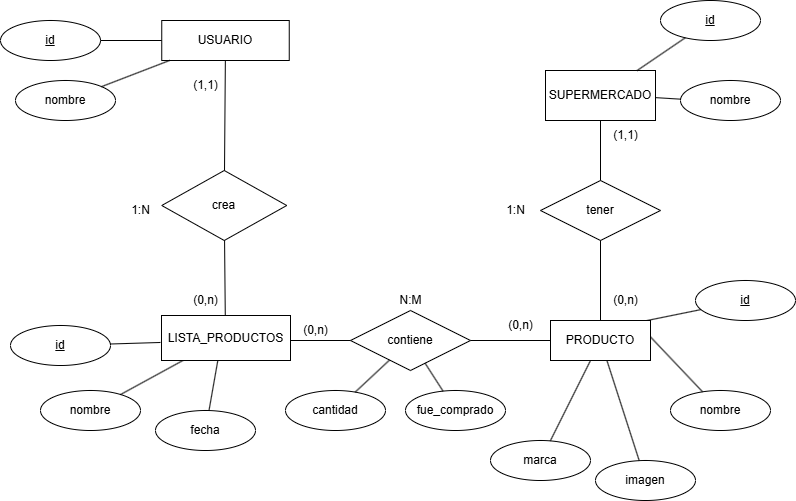 id
USUARIO
nombre
(1,1)
id
SUPERMERCADO
nombre
(1,1)
1:N
crea
1:N
tener
(0,n)
(0,n)
id
N:M
id
LISTA_PRODUCTOS
(0,n)
contiene
(0,n)
PRODUCTO
nombre
fecha
cantidad
fue_comprado
nombre
marca
imagen